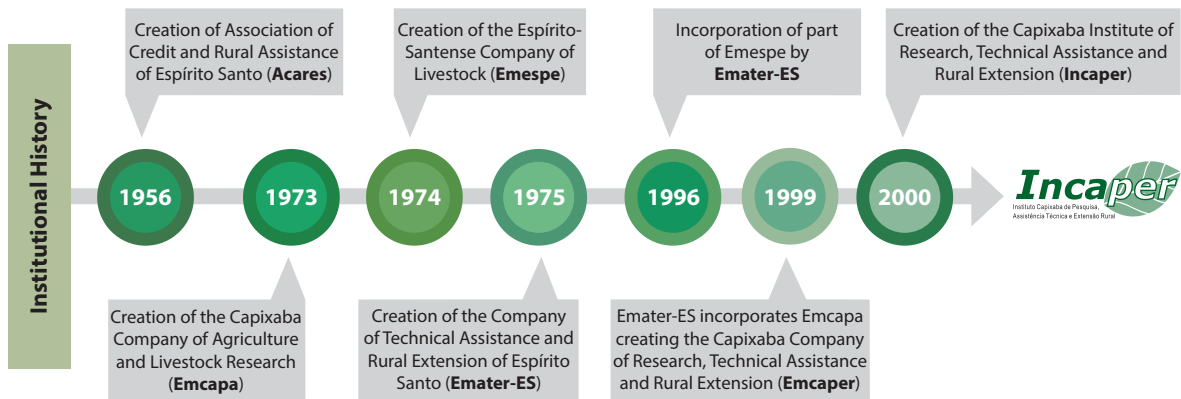 Institutional History
Creation of Association of
Credit and Rural Assistance
of Espírito Santo (Acares)
Creation of the Espírito-
Santense Company of
Livestock (Emespe)
Incorporation of part
of Emespe by
Emater-ES
Creation of the Capixaba Institute of
Research, Technical Assistance and
Rural Extension (Incaper)
1956
1973
1974
1975
1996
1999
2000
Incaper
Instituto Capixaba de Pesquisa,
Assistência Técnica e Extensão Rural
Creation of the Capixaba
Company of Agriculture
and Livestock Research
(Emcapa)
Creation of the Company
of Technical Assistance and
Rural Extension of Espírito
Santo (Emater-ES)
Emater-ES incorporates Emcapa
creating the Capixaba Company
of Research, Technical Assistance
and Rural Extension (Emcaper)